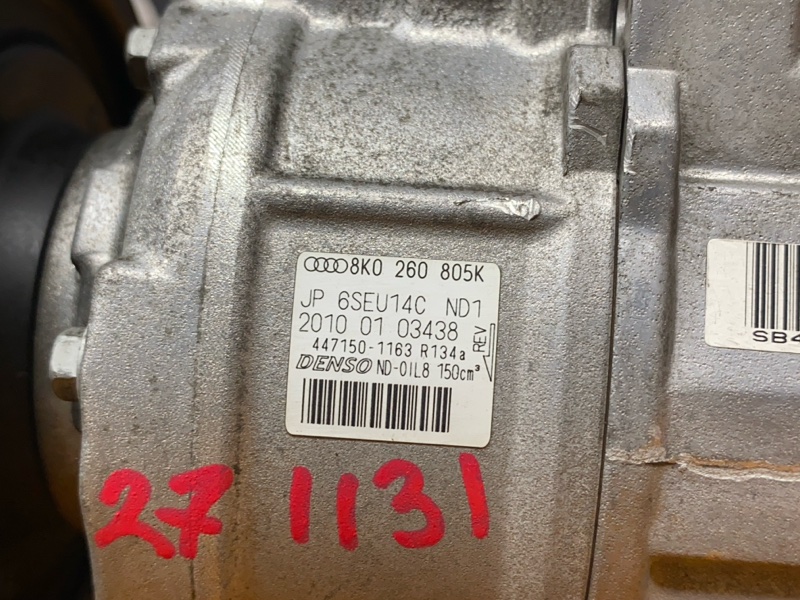 8K0 260 805K
JP 6SEU14C ND1
2010 01 03438
447150-1163 R134a
REV
DENSO ND-OIL8 150cm³
SB4
27 1131